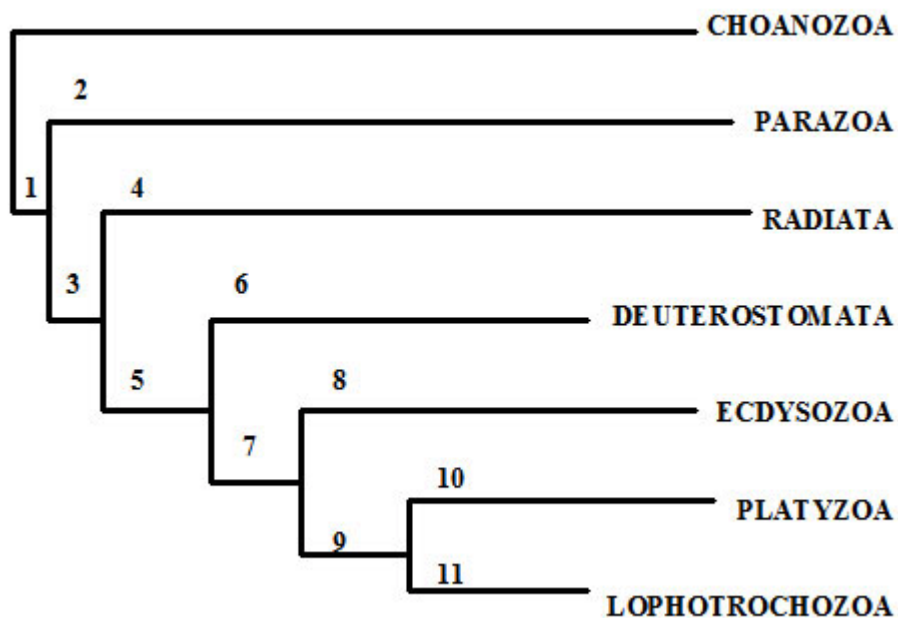 CHOANOZOA
2
PARAZOA
1
4
RADIATA
3
6
DEUTEROSTOMATA
5
8
ECDYSOZOA
7
10
PLATYZOA
9
11
LOPHOTROCHOZOA